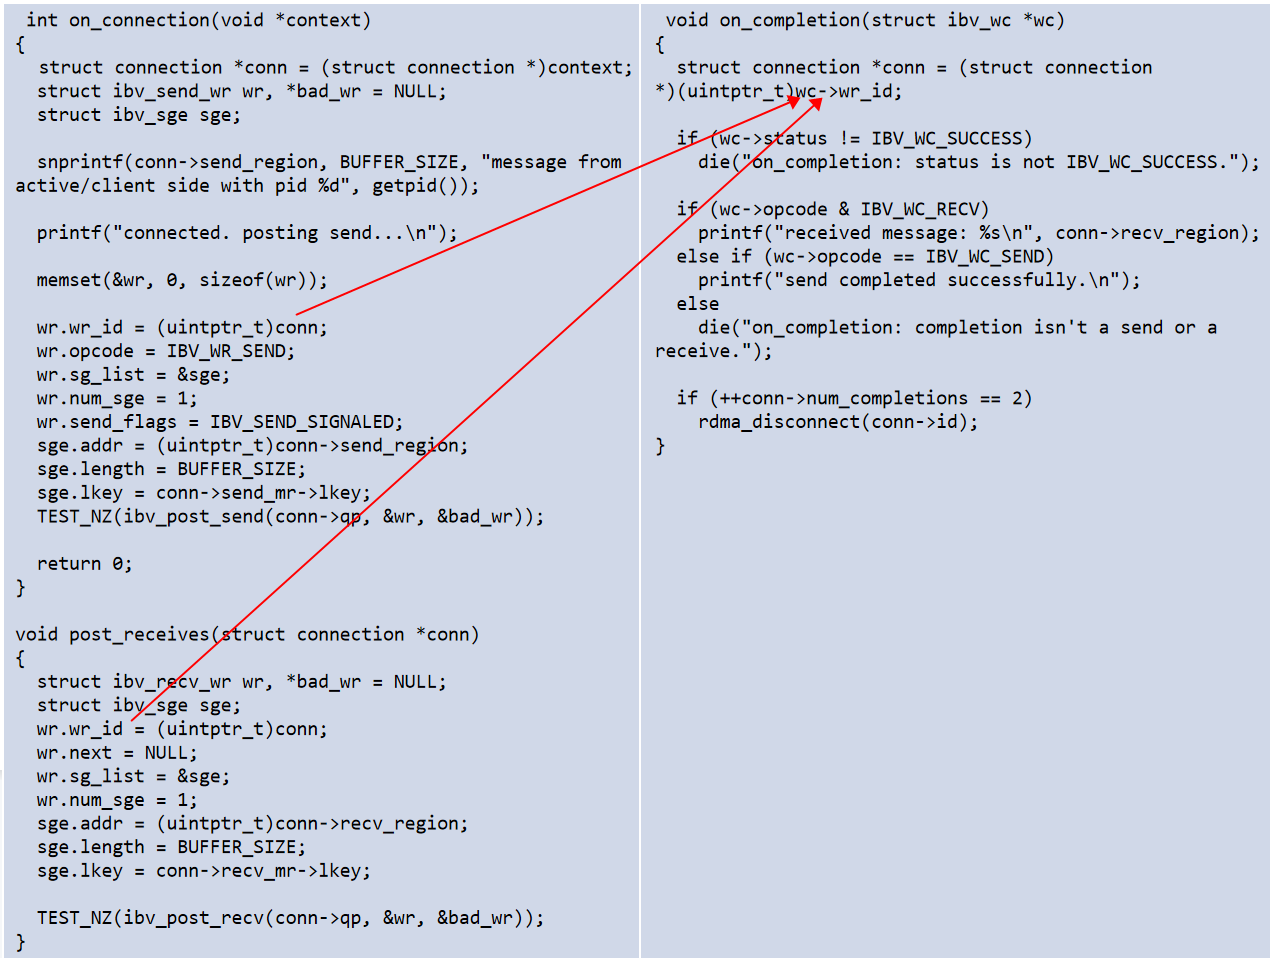 int on_connection(void *context)
{
struct connection *conn = (struct connection *)context;
struct ibv_send_wr wr, *bad_wr = NULL;
struct ibv_sge sge;
snprintf(conn->send_region, BUFFER_SIZE, "message from
active/client side with pid %d", getpid());
printf("connected. posting send...\n");
memset(&wr, 0, sizeof(wr));
wr.wr_id = (uintptr_t)conn;
wr.opcode = IBV_WR_SEND;
wr.sg_list = &sge;
wr.num_sge = 1;
wr.send_flags = IBV_SEND_SIGNALED;
sge.addr = (uintptr_t)conn->send_region;
sge.length = BUFFER_SIZE;
sge.lkey = conn->send_mr->lkey;
TEST_NZ(ibv_post_send(conn->qp, &wr, &bad_wr));
return 0;
}
void post_receives(struct connection *conn)
{
struct ibv_recv_wr wr, *bad_wr = NULL;
struct ibv_sge sge;
wr.wr_id = (uintptr_t)conn;
wr.next = NULL;
wr.sg_list = &sge;
wr.num_sge = 1;
sge.addr = (uintptr_t)conn->recv_region;
sge.length = BUFFER_SIZE;
sge.lkey = conn->recv_mr->lkey;
TEST_NZ(ibv_post_recv(conn->qp, &wr, &bad_wr));
}
void on_completion(struct ibv_wc *wc)
{
struct connection *conn = (struct connection
*)(uintptr_t)wc->wr_id;
if (wc->status != IBV_WC_SUCCESS)
die("on_completion: status is not IBV_WC_SUCCESS.");
if (wc->opcode & IBV_WC_RECV)
printf("received message: %s\n", conn->recv_region);
else if (wc->opcode == IBV_WC_SEND)
printf("send completed successfully.\n");
else
die("on_completion: completion isn't a send or a
receive.");
if (++conn->num_completions == 2)
rdma_disconnect(conn->id);
}